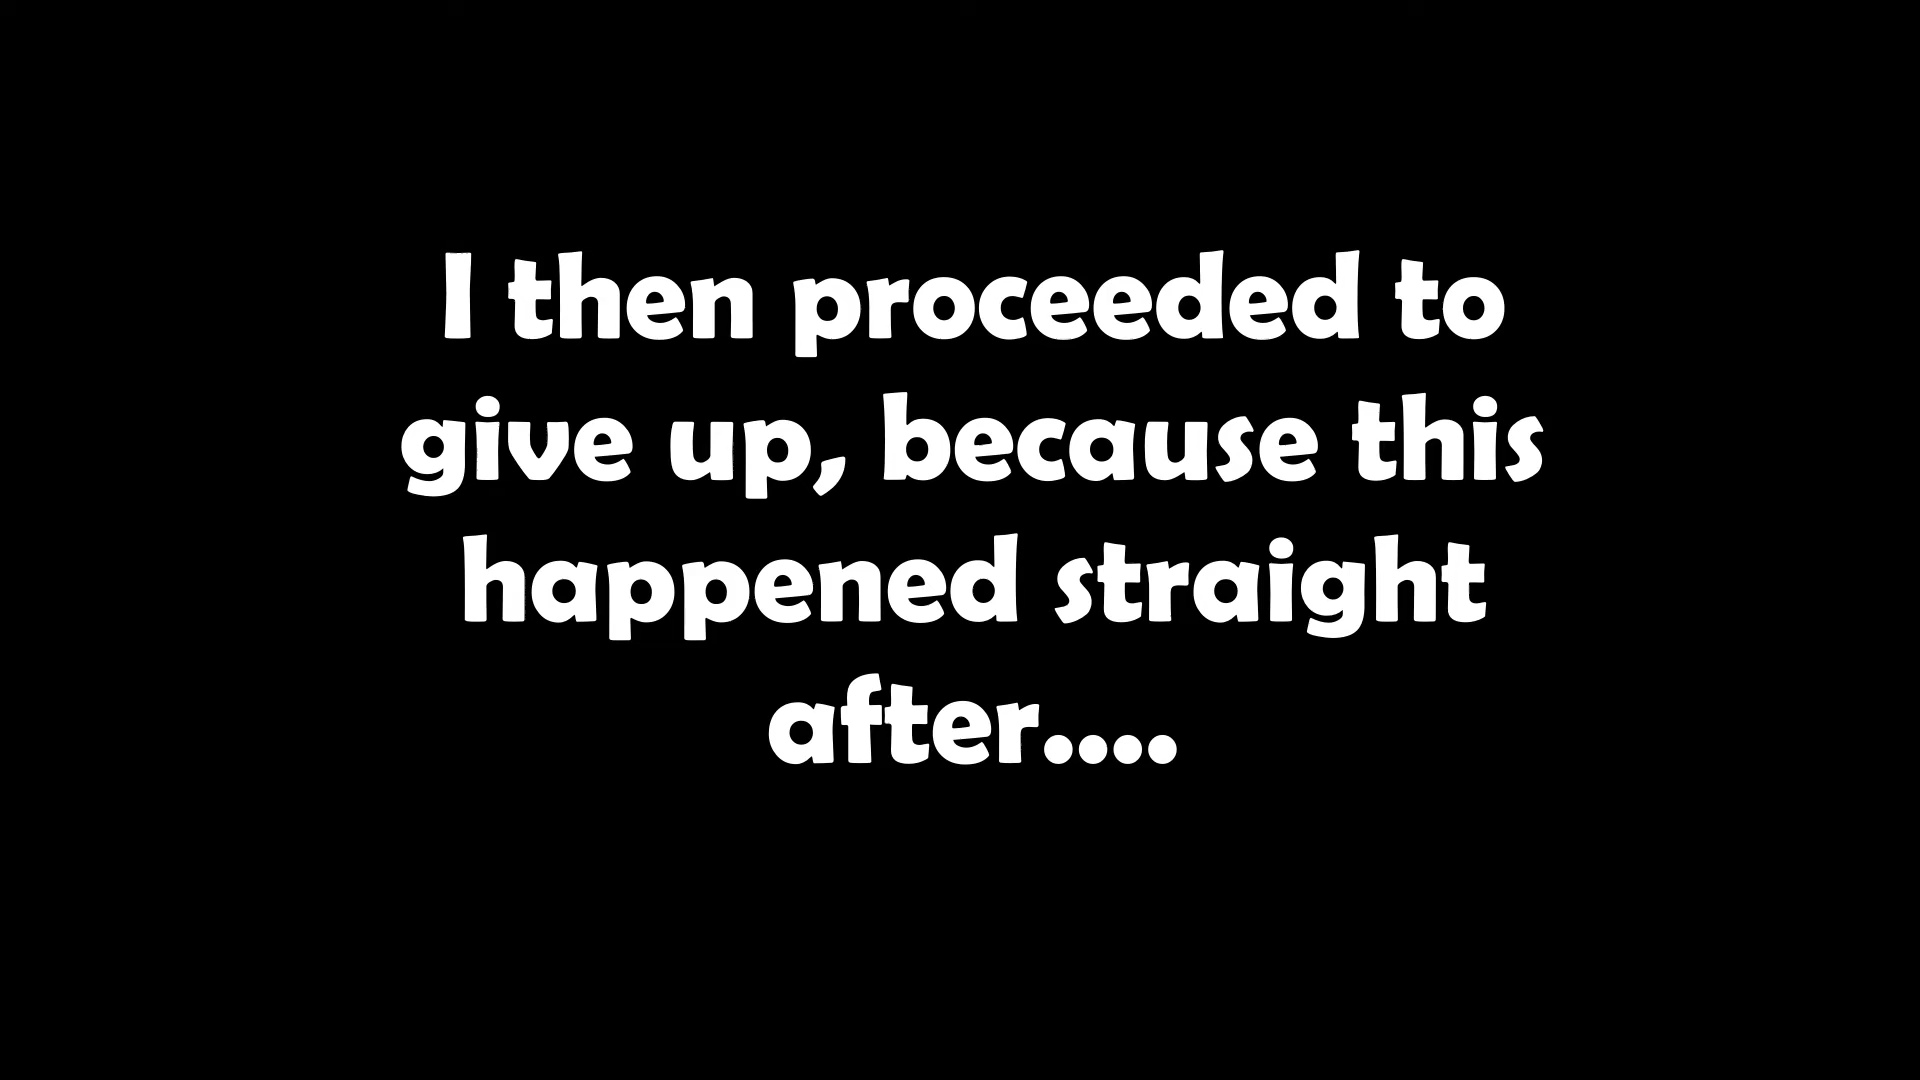 I then proceeded to
give up, because this
happened straight
after....